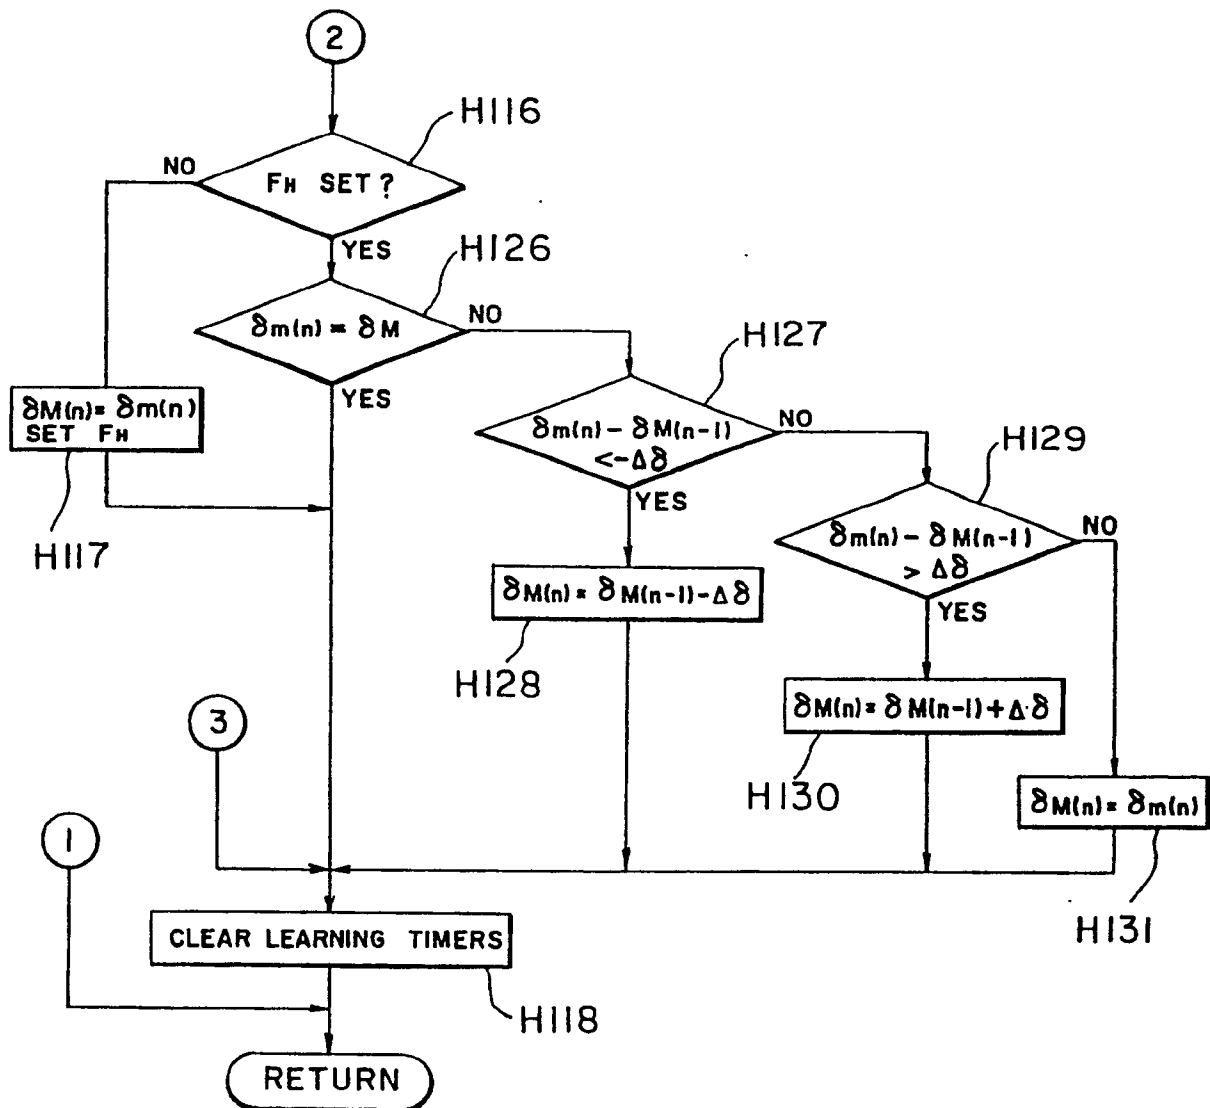 2
H116
NO
FH SET?
YES
H126
δm(n) = δM
NO
YES
H127
δM(n) = δm(n)
SET FH
H117
δm(n) - δM(n-1)
<-Δδ
NO
YES
H129
δm(n) - δM(n-1)
> Δδ
NO
YES
δM(n) = δM(n-1) - Δδ
H128
δM(n) = δM(n-1) + Δ·δ
H130
3
δM(n) = δm(n)
H131
1
CLEAR LEARNING TIMERS
H118
RETURN